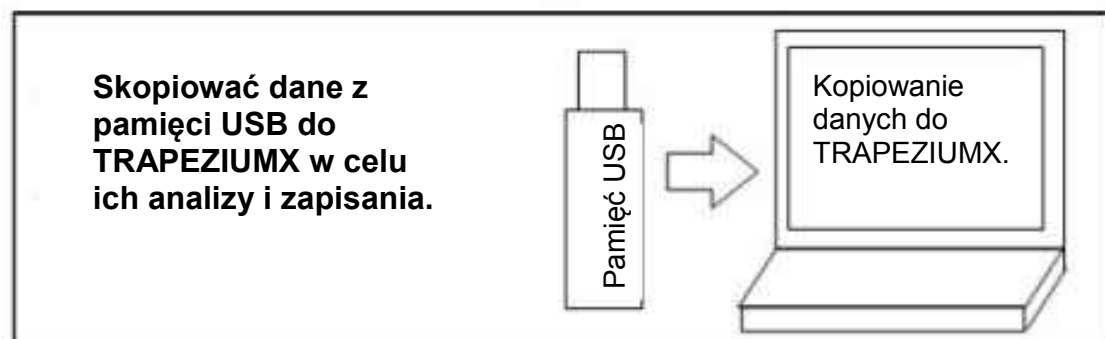 Skopiować dane z
pamięci USB do
TRAPEZIUMX w celu
ich analizy i zapisania.
Pamięć USB
Kopiowanie
danych do
TRAPEZIUMX.